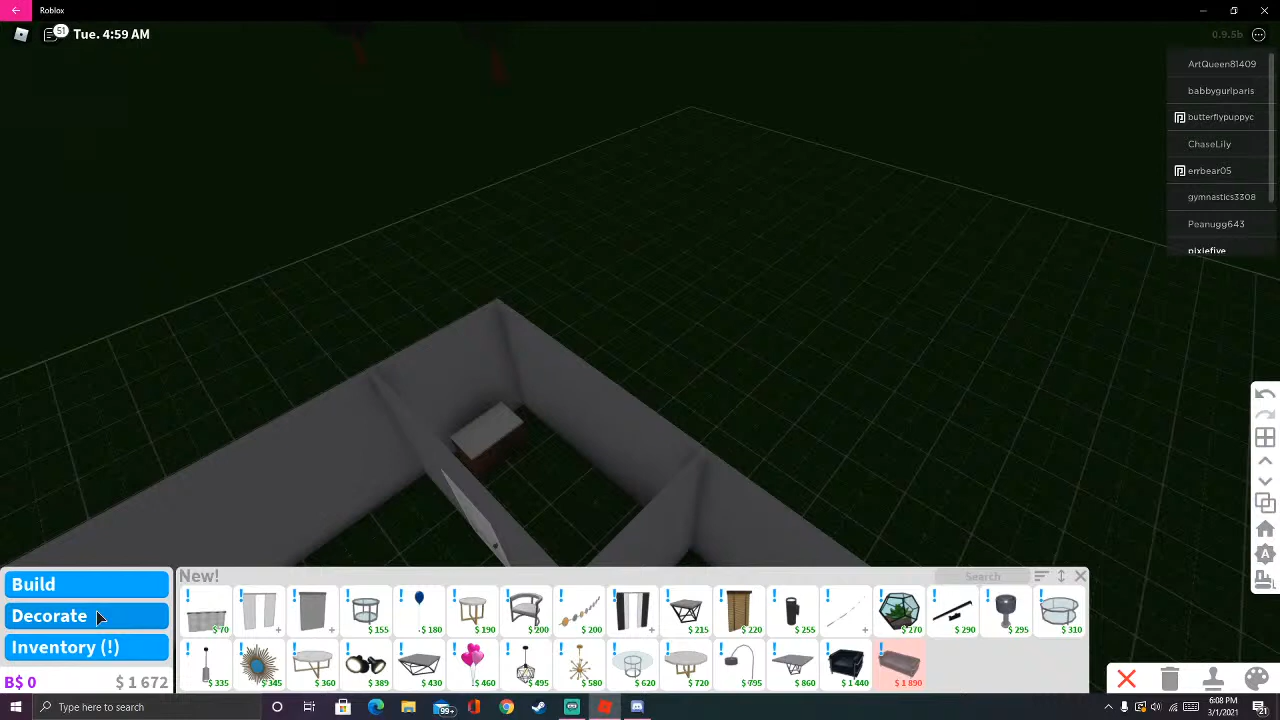 Roblox
51
Tue. 4:59 AM
0.9.5b
ArtQueen81409
babbygurlparis
butterflypuppyc
ChaseLily
errbear05
gymnastics3308
Peanugg643
pixiefive
Build
Decorate
Inventory (!)
B$ 0
$ 1 672
New!
Search
! ! ! ! ! ! ! ! ! ! ! ! ! ! ! ! !
$ 70 + + $ 155 $ 180 $ 190 $ 200 $ 200 + $ 215 $ 220 $ 255 + $ 270 $ 290 $ 295 $ 310
! ! ! ! ! ! ! ! ! ! ! ! ! !
$ 335 $ 345 $ 360 $ 389 $ 430 $ 460 $ 495 $ 580 $ 620 $ 720 $ 795 $ 860 $ 1 440 $ 1 890
A
Type here to search
99+
6:08 PM
3/1/2021